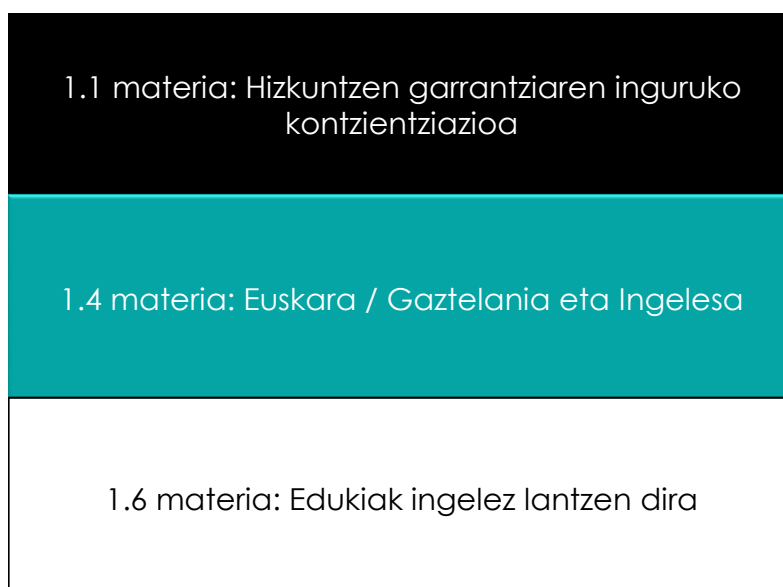 1.1 materia: Hizkuntzen garrantziaren inguruko
kontzientziazioa
1.4 materia: Euskara / Gaztelania eta Ingelesa
1.6 materia: Edukiak ingelez lantzen dira